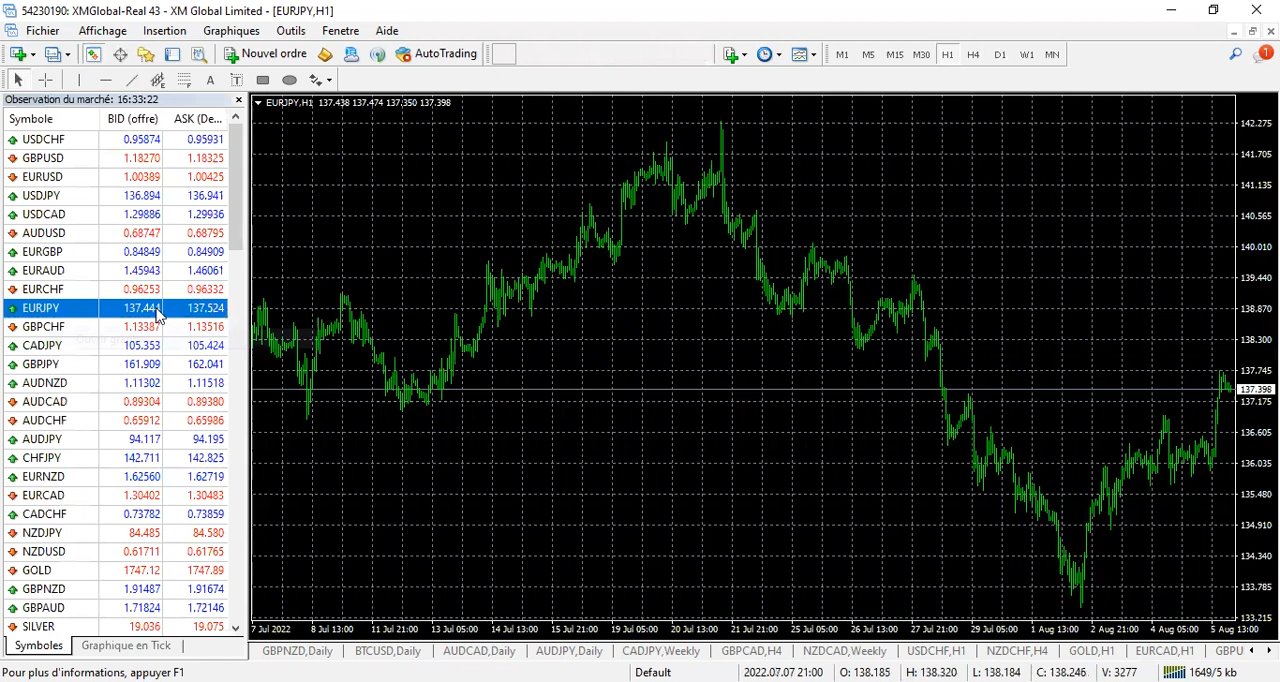 54230190: XMGlobal-Real 43 - XM Global Limited - [EURJPY,H1]
Fichier Affichage Insertion Graphiques Outils Fenetre Aide
Nouvel ordre AutoTrading M1 M5 M15 M30 H1 H4 D1 W1 MN 1
A T
Observation du marché: 16:33:22
Symbole BID (offre) ASK (De...
USDCHF 0.95874 0.95931
GBPUSD 1.18270 1.18325
EURUSD 1.00389 1.00425
USDJPY 136.894 136.941
USDCAD 1.29886 1.29936
AUDUSD 0.68747 0.68795
EURGBP 0.84849 0.84909
EURAUD 1.45943 1.46061
EURCHF 0.96253 0.96332
EURJPY 137.444 137.524
GBPCHF 1.13387 1.13516
CADJPY 105.353 105.424
GBPJPY 161.909 162.041
AUDNZD 1.11302 1.11518
AUDCAD 0.89304 0.89380
AUDCHF 0.65912 0.65986
AUDJPY 94.117 94.195
CHFJPY 142.711 142.825
EURNZD 1.62560 1.62719
EURCAD 1.30402 1.30483
CADCHF 0.73782 0.73859
NZDJPY 84.485 84.580
NZDUSD 0.61711 0.61765
GOLD 1747.12 1747.89
GBPNZD 1.91487 1.91674
GBPAUD 1.71824 1.72146
SILVER 19.036 19.075
Symboles Graphique en Tick
EURJPY,H1 137.438 137.474 137.350 137.398
142.275
141.705
141.135
140.565
140.010
139.440
138.870
138.300
137.745
137.398
137.175
136.605
136.035
135.480
134.910
134.340
133.785
133.215
7 Jul 2022 8 Jul 13:00 11 Jul 21:00 13 Jul 05:00 14 Jul 13:00 15 Jul 21:00 19 Jul 05:00 20 Jul 13:00 21 Jul 21:00 25 Jul 05:00 26 Jul 13:00 27 Jul 21:00 29 Jul 05:00 1 Aug 13:00 2 Aug 21:00 4 Aug 05:00 5 Aug 13:00
GBPNZD,Daily BTCUSD,Daily AUDCAD,Daily AUDJPY,Daily CADJPY,Weekly GBPCAD,H4 NZDCAD,Weekly USDCHF,H1 NZDCHF,H4 GOLD,H1 EURCAD,H1 GBPU
Pour plus d'informations, appuyer F1 Default 2022.07.07 21:00 O: 138.185 H: 138.320 L: 138.184 C: 138.246 V: 3277 1649/5 kb